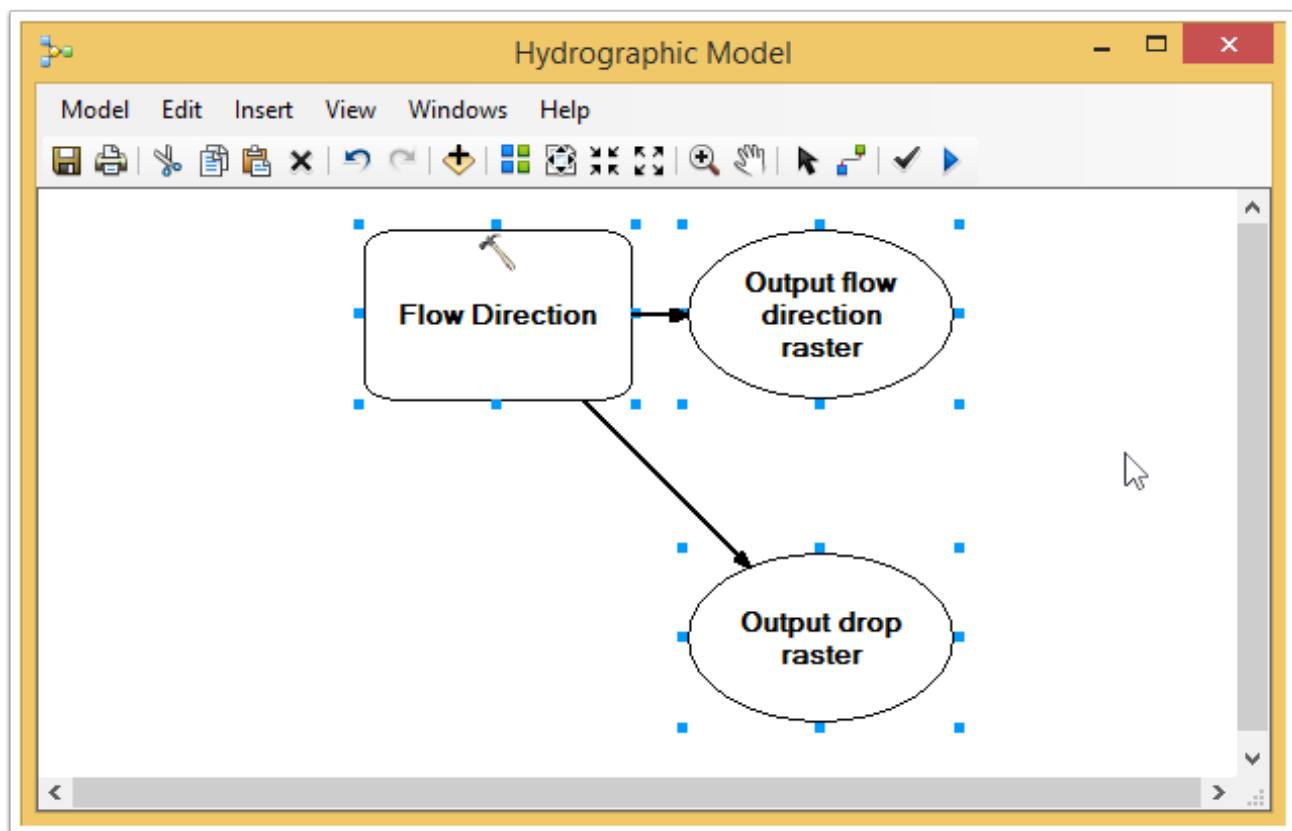 Hydrographic Model
Model Edit Insert View Windows Help
Flow Direction
Output flow
direction
raster
Output drop
raster